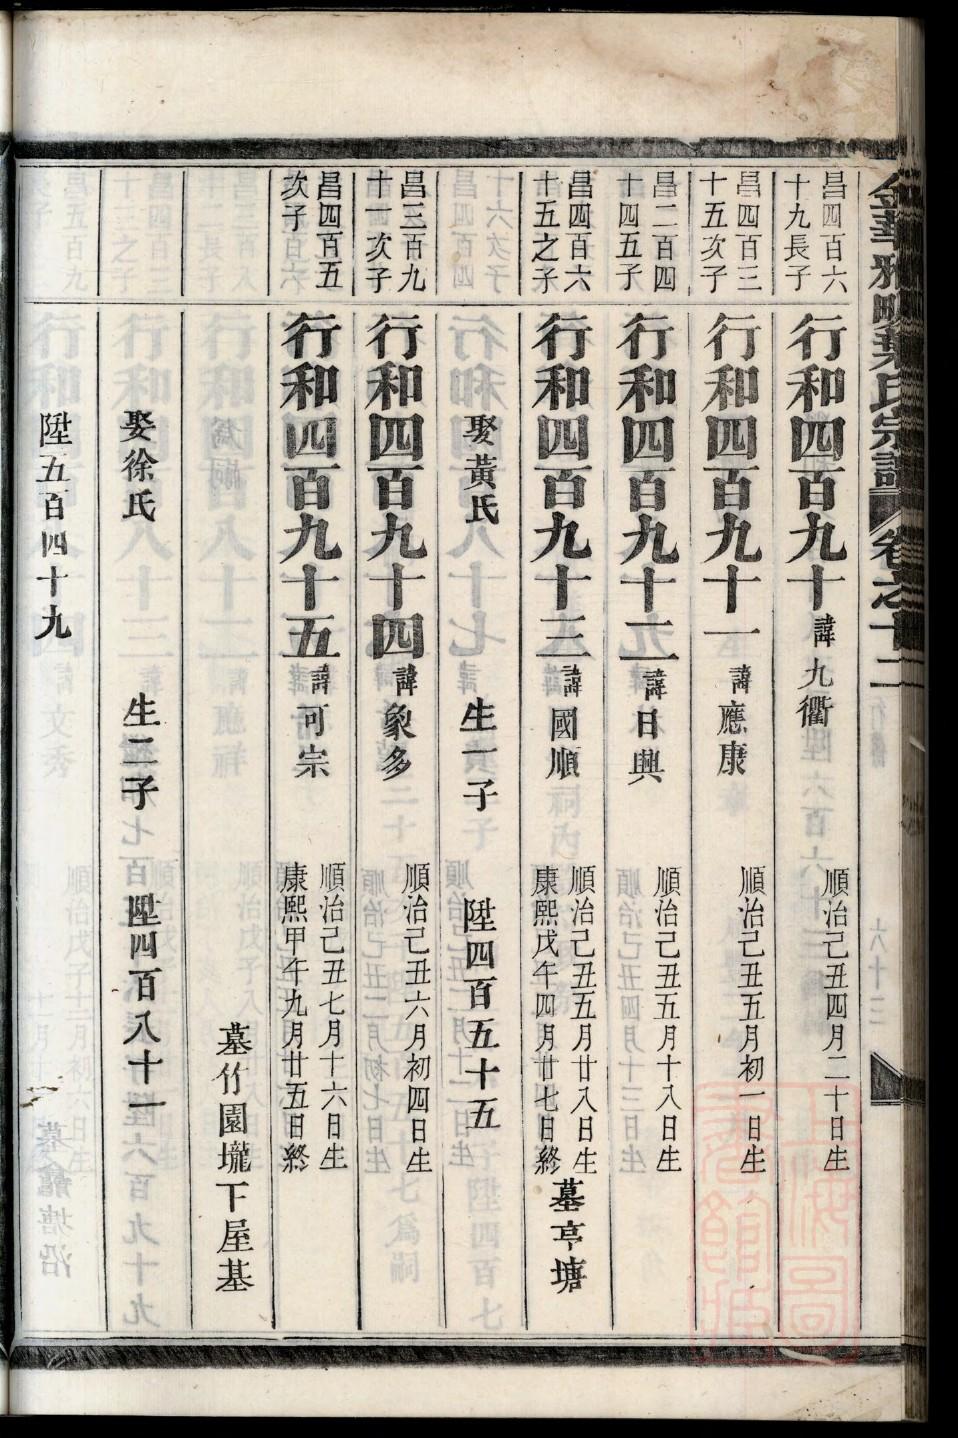 金華雅畈葉氏宗譜 卷之十二
昌四百六十九長子 行和四百九十 諱九衢 順治己丑四月二十日生
昌四百三十五次子 行和四百九十一 諱應康 順治己丑五月初一日生
昌二百四十四五子 行和四百九十二 諱日興 順治己丑五月十八日生
昌四百六十五之子 行和四百九十三 諱國順 順治己丑五月廿八日生 康熙戊午四月廿七日終 墓亭塘
娶黃氏 生一子 陞四百五十五
昌三百九十一次子 行和四百九十四 諱象多 順治己丑六月初四日生
昌四百五次子 行和四百九十五 諱可宗 順治己丑七月十六日生 康熙甲午九月廿五日終
墓竹園壠下屋基
娶徐氏 生二子 陞四百八十一
陞五百四十九